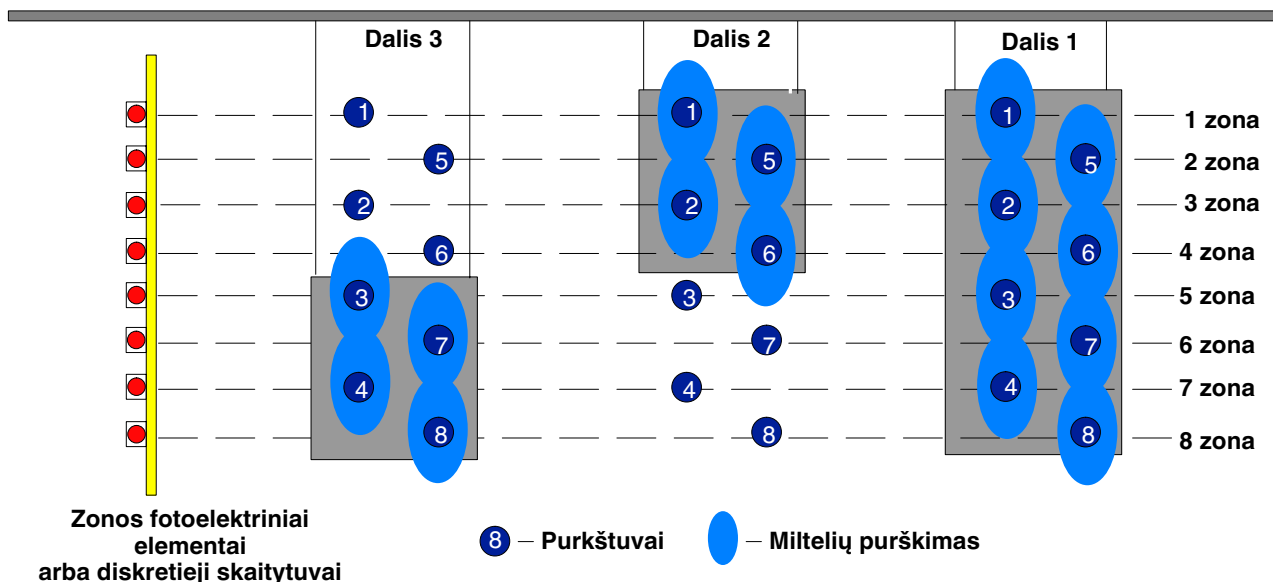 Dalis 3
Dalis 2
Dalis 1
1
1
1
1 zona
5
5
5
2 zona
2
2
2
3 zona
6
6
6
4 zona
3
3
3
5 zona
7
7
7
6 zona
4
4
4
7 zona
8
8
8
8 zona
Zonos fotoelektriniai
elementai
arba diskretieji skaitytuvai
8 – Purkštuvai
– Miltelių purškimas